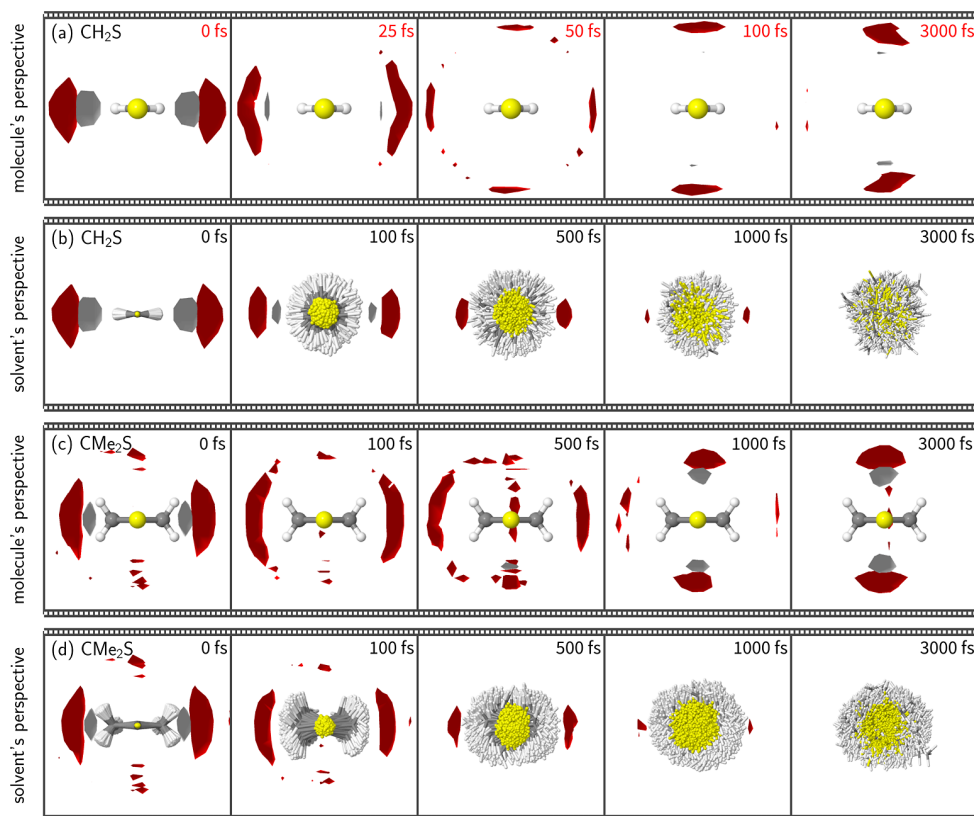 molecule's perspective
(a) CH₂S 0 fs 25 fs 50 fs 100 fs 3000 fs
solvent's perspective
(b) CH₂S 0 fs 100 fs 500 fs 1000 fs 3000 fs
molecule's perspective
(c) CMe₂S 0 fs 100 fs 500 fs 1000 fs 3000 fs
solvent's perspective
(d) CMe₂S 0 fs 100 fs 500 fs 1000 fs 3000 fs